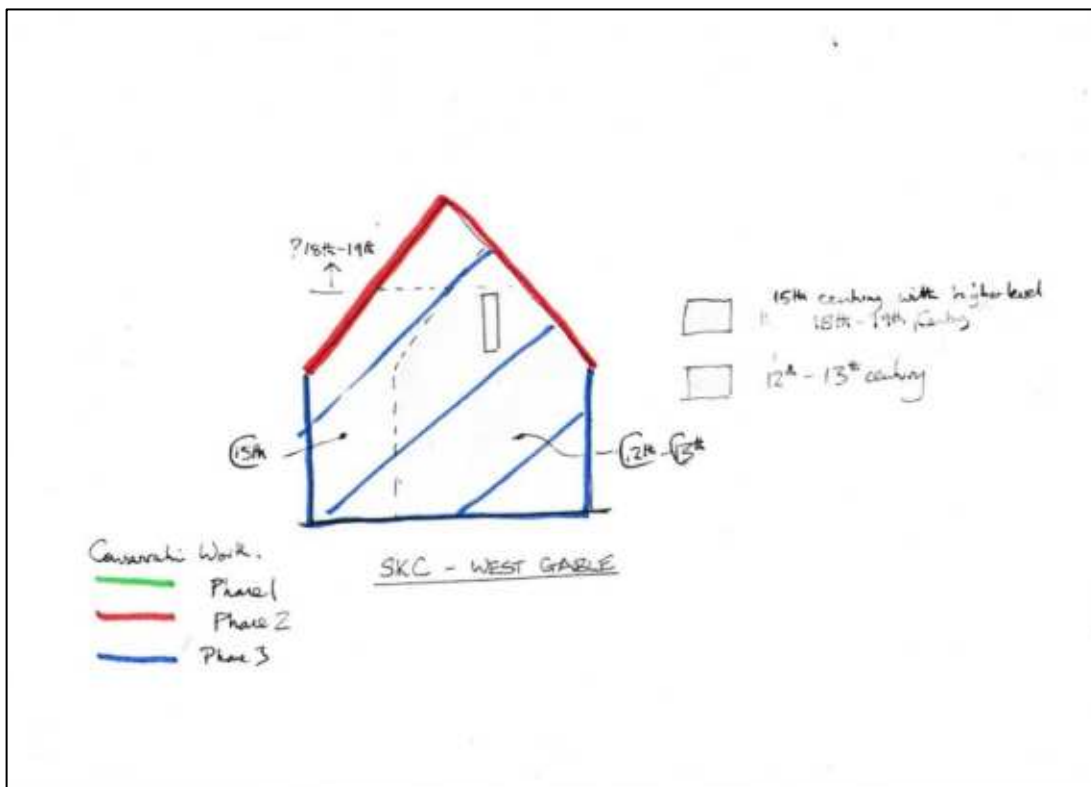 ?18th-19th
15th century with higher level
18th - 19th century
12th - 13th century
15th
12th - 13th
SKC - WEST GABLE
Conservation Work.
Phase 1
Phase 2
Phase 3